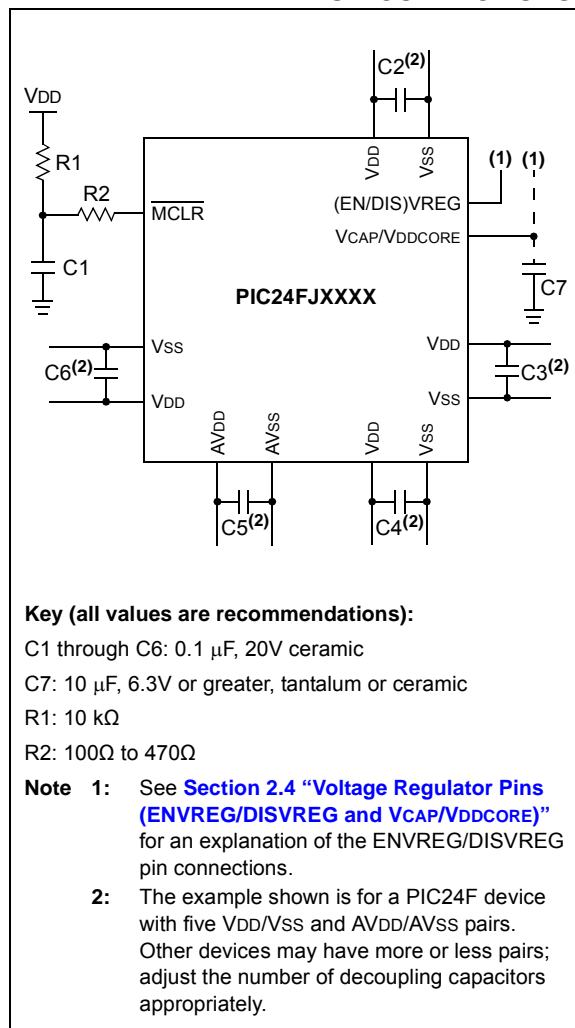 C2(2)
VDD
VDD
VSS
R1
(1) (1)
R2
(EN/DIS)VREG
MCLR
VCAP/VDDCORE
C1
C7
PIC24FJXXXX
VSS
VDD
C6(2)
C3(2)
VDD
VSS
AVDD
AVSS
VDD
VSS
C5(2)
C4(2)
Key (all values are recommendations):
C1 through C6: 0.1 μF, 20V ceramic
C7: 10 μF, 6.3V or greater, tantalum or ceramic
R1: 10 kΩ
R2: 100Ω to 470Ω
Note 1: See Section 2.4 “Voltage Regulator Pins
(ENVREG/DISVREG and VCAP/VDDCORE)”
for an explanation of the ENVREG/DISVREG
pin connections.
2: The example shown is for a PIC24F device
with five VDD/VSS and AVDD/AVSS pairs.
Other devices may have more or less pairs;
adjust the number of decoupling capacitors
appropriately.